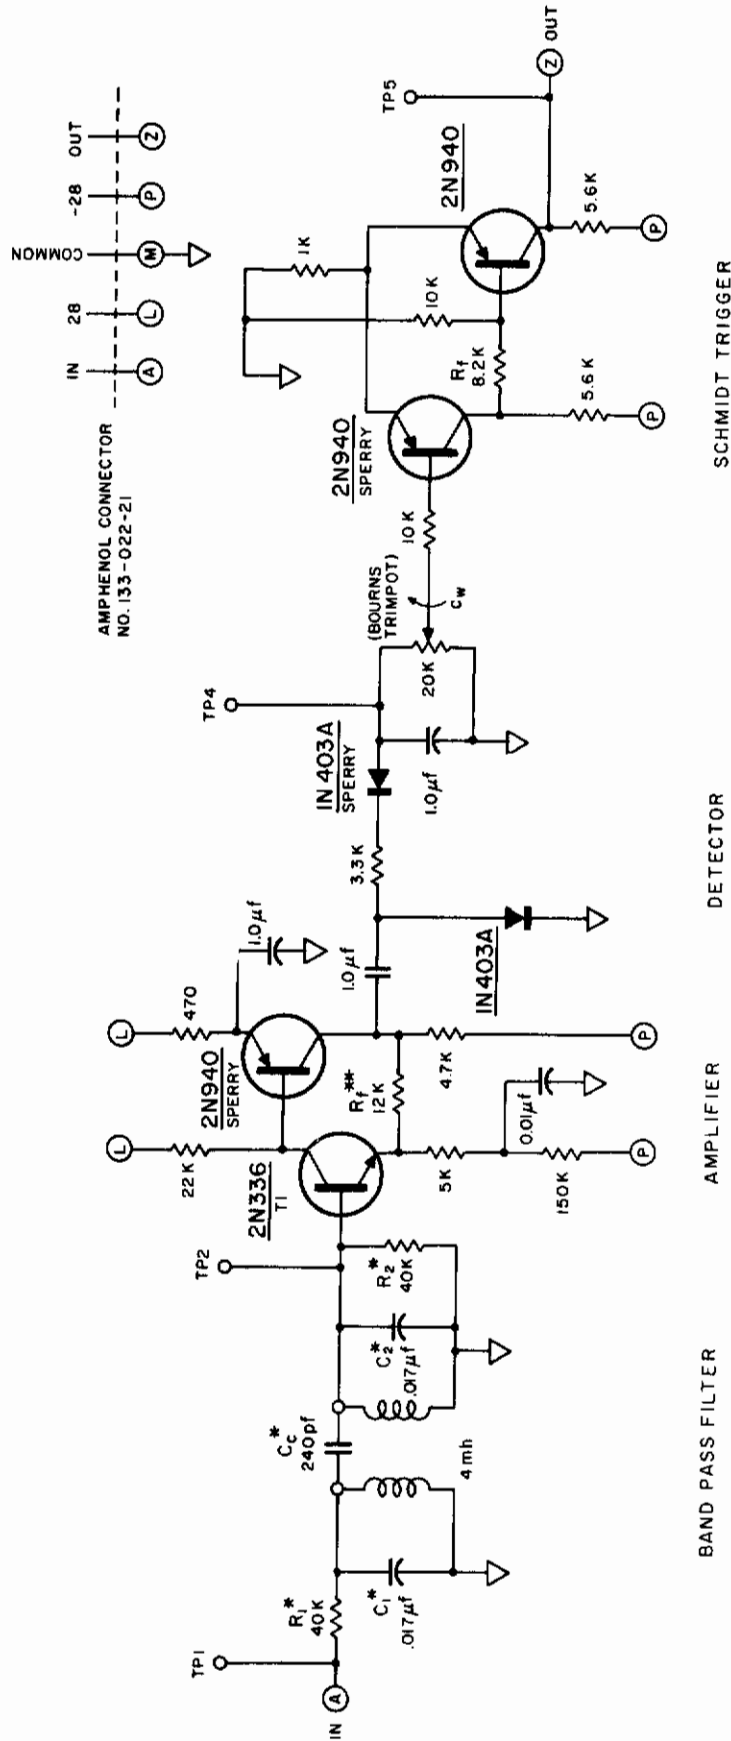 AMPHENOL CONNECTOR
NO. 133-022-21
IN
28
COMMON
-28
OUT
A
L
M
P
Z
IN
A
TP1
R1*
40K
C1*
.017µf
4mh
Cc*
240pf
C2*
.017µf
R2*
40K
TP2
2N336
TI
22K
L
5K
150K
P
0.01µf
Rf**
12K
2N940
SPERRY
470
L
1.0µf
4.7K
P
1.0µf
IN403A
3.3K
IN403A
SPERRY
1.0µf
TP4
20K
(BOURNS
TRIMPOT)
CW
10K
2N940
SPERRY
5.6K
P
Rf
8.2K
10K
1K
2N940
5.6K
P
TP5
Z
OUT
BAND PASS FILTER
AMPLIFIER
DETECTOR
SCHMIDT TRIGGER